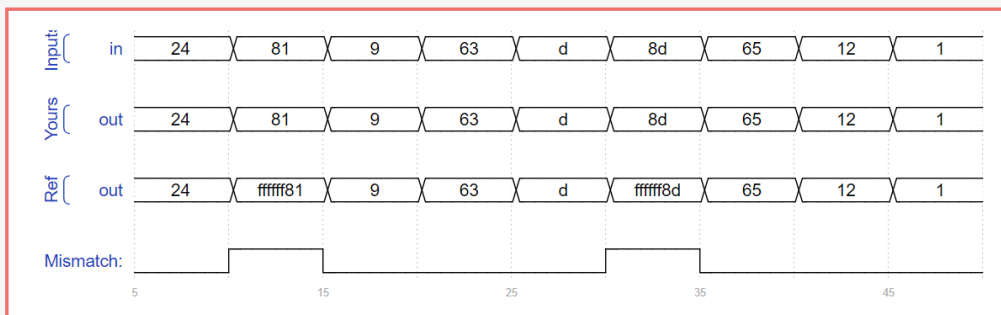 Inputs in 24 81 9 63 d 8d 65 12 1
Yours out 24 81 9 63 d 8d 65 12 1
Ref out 24 ffffff81 9 63 d ffffff8d 65 12 1
Mismatch:
5 15 25 35 45